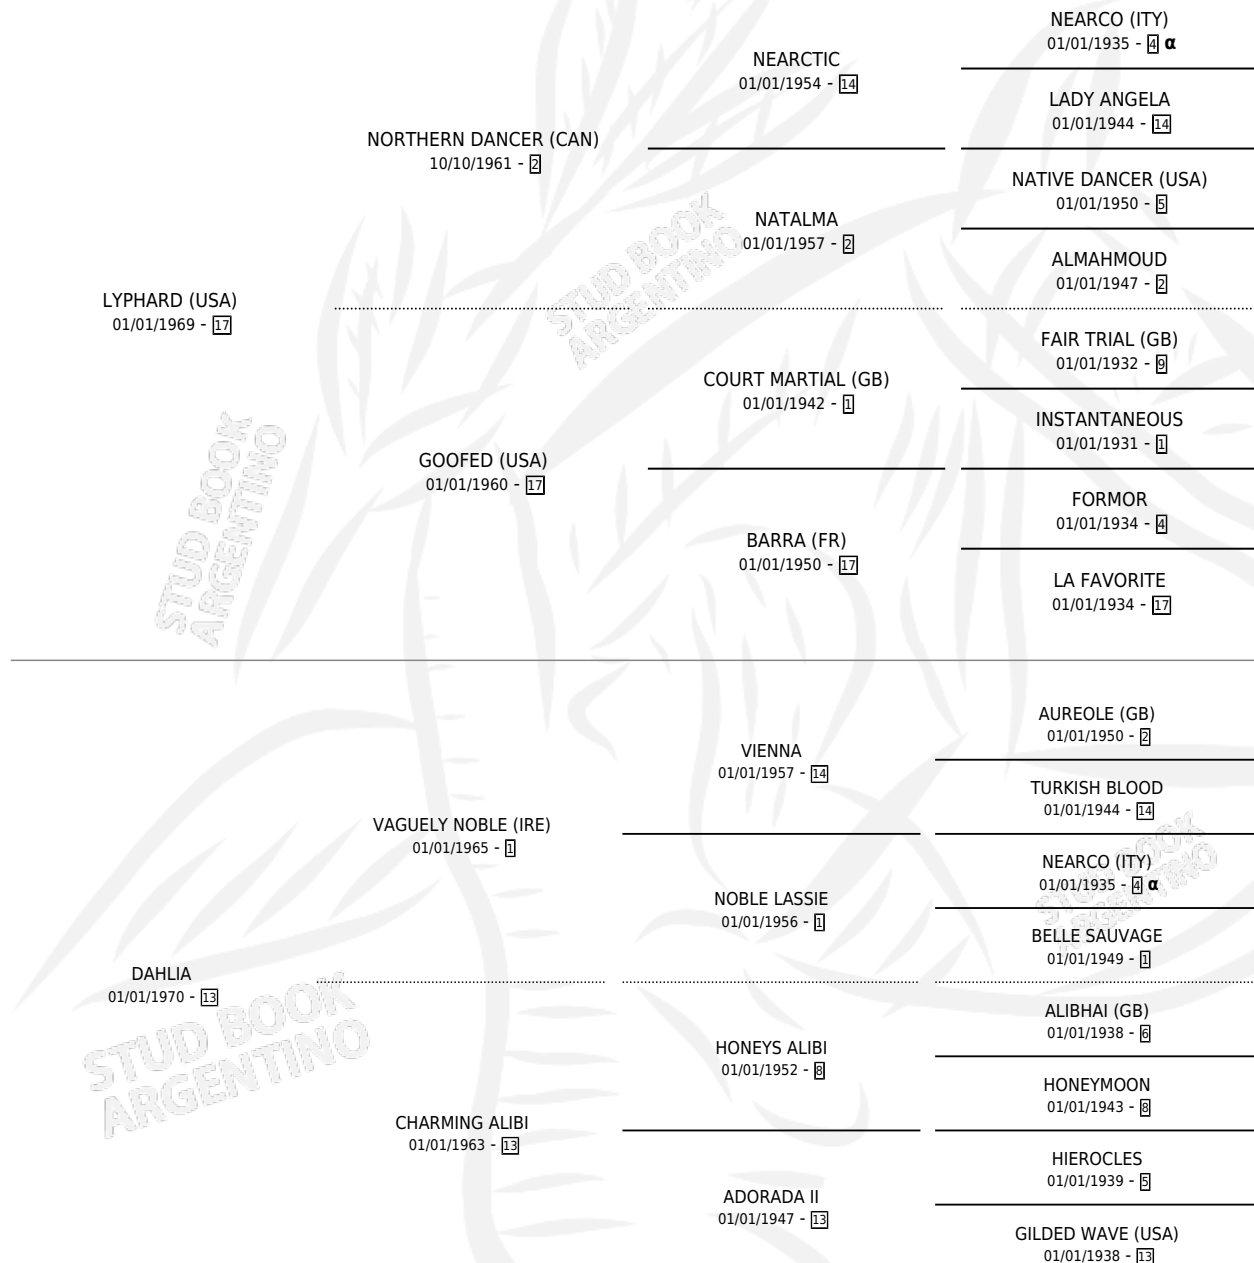 NEARCO (ITY)
01/01/1935 - 4 α
NEARCTIC
01/01/1954 - 14
LADY ANGELA
01/01/1944 - 14
NORTHERN DANCER (CAN)
10/10/1961 - 2
NATIVE DANCER (USA)
01/01/1950 - 5
NATALMA
01/01/1957 - 2
ALMAHMOUD
01/01/1947 - 2
LYPHARD (USA)
01/01/1969 - 17
STUD BOOK
ARGENTINO
FAIR TRIAL (GB)
01/01/1932 - 9
COURT MARTIAL (GB)
01/01/1942 - 1
INSTANTANEOUS
01/01/1931 - 1
GOOFED (USA)
01/01/1960 - 17
STUD BOOK
ARGENTINO
FORMOR
01/01/1934 - 4
BARRA (FR)
01/01/1950 - 17
LA FAVORITE
01/01/1934 - 17
AUREOLE (GB)
01/01/1950 - 2
VIENNA
01/01/1957 - 14
TURKISH BLOOD
01/01/1944 - 14
VAGUELY NOBLE (IRE)
01/01/1965 - 1
STUD BOOK
ARGENTINO
NEARCO (ITY)
01/01/1935 - 4 α
NOBLE LASSIE
01/01/1956 - 1
BELLE SAUVAGE
01/01/1949 - 1
DAHLIA
01/01/1970 - 13
STUD BOOK
ARGENTINO
ALIBHAI (GB)
01/01/1938 - 6
HONEYS ALIBI
01/01/1952 - 8
HONEYMOON
01/01/1943 - 8
CHARMING ALIBI
01/01/1963 - 13
HIEROCLES
01/01/1939 - 5
ADORADA II
01/01/1947 - 13
GILDED WAVE (USA)
01/01/1938 - 13